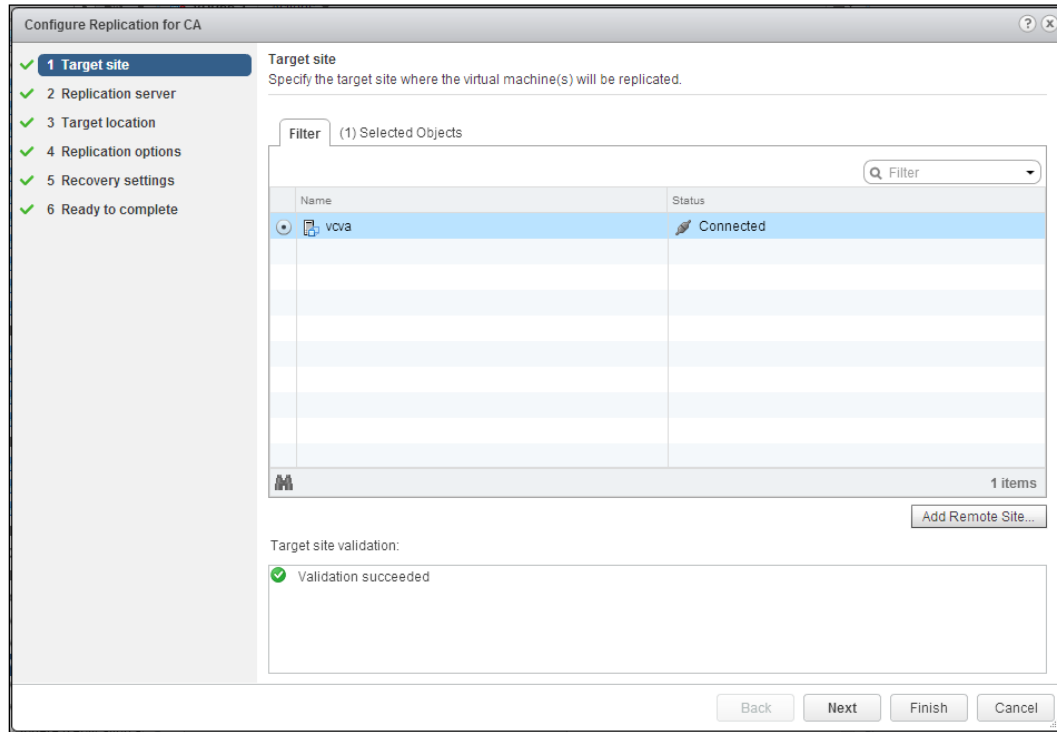 Configure Replication for CA
1 Target site
2 Replication server
3 Target location
4 Replication options
5 Recovery settings
6 Ready to complete
Target site
Specify the target site where the virtual machine(s) will be replicated.
Filter (1) Selected Objects
Filter
Name Status
vcva Connected
1 items
Add Remote Site...
Target site validation:
Validation succeeded
Back Next Finish Cancel